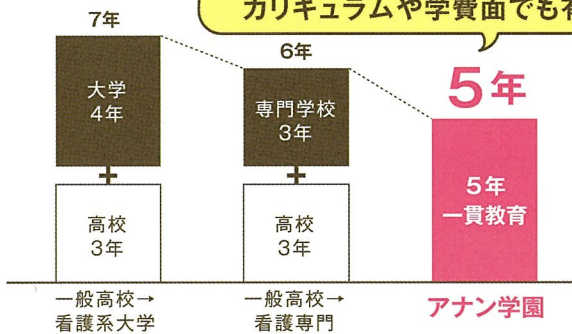 カリキュラムや学費面でも
7年
大学
4年
+
高校
3年
一般高校→
看護系大学
6年
専門学校
3年
+
高校
3年
一般高校→
看護専門
5年
5年
一貫教育
アナン学園